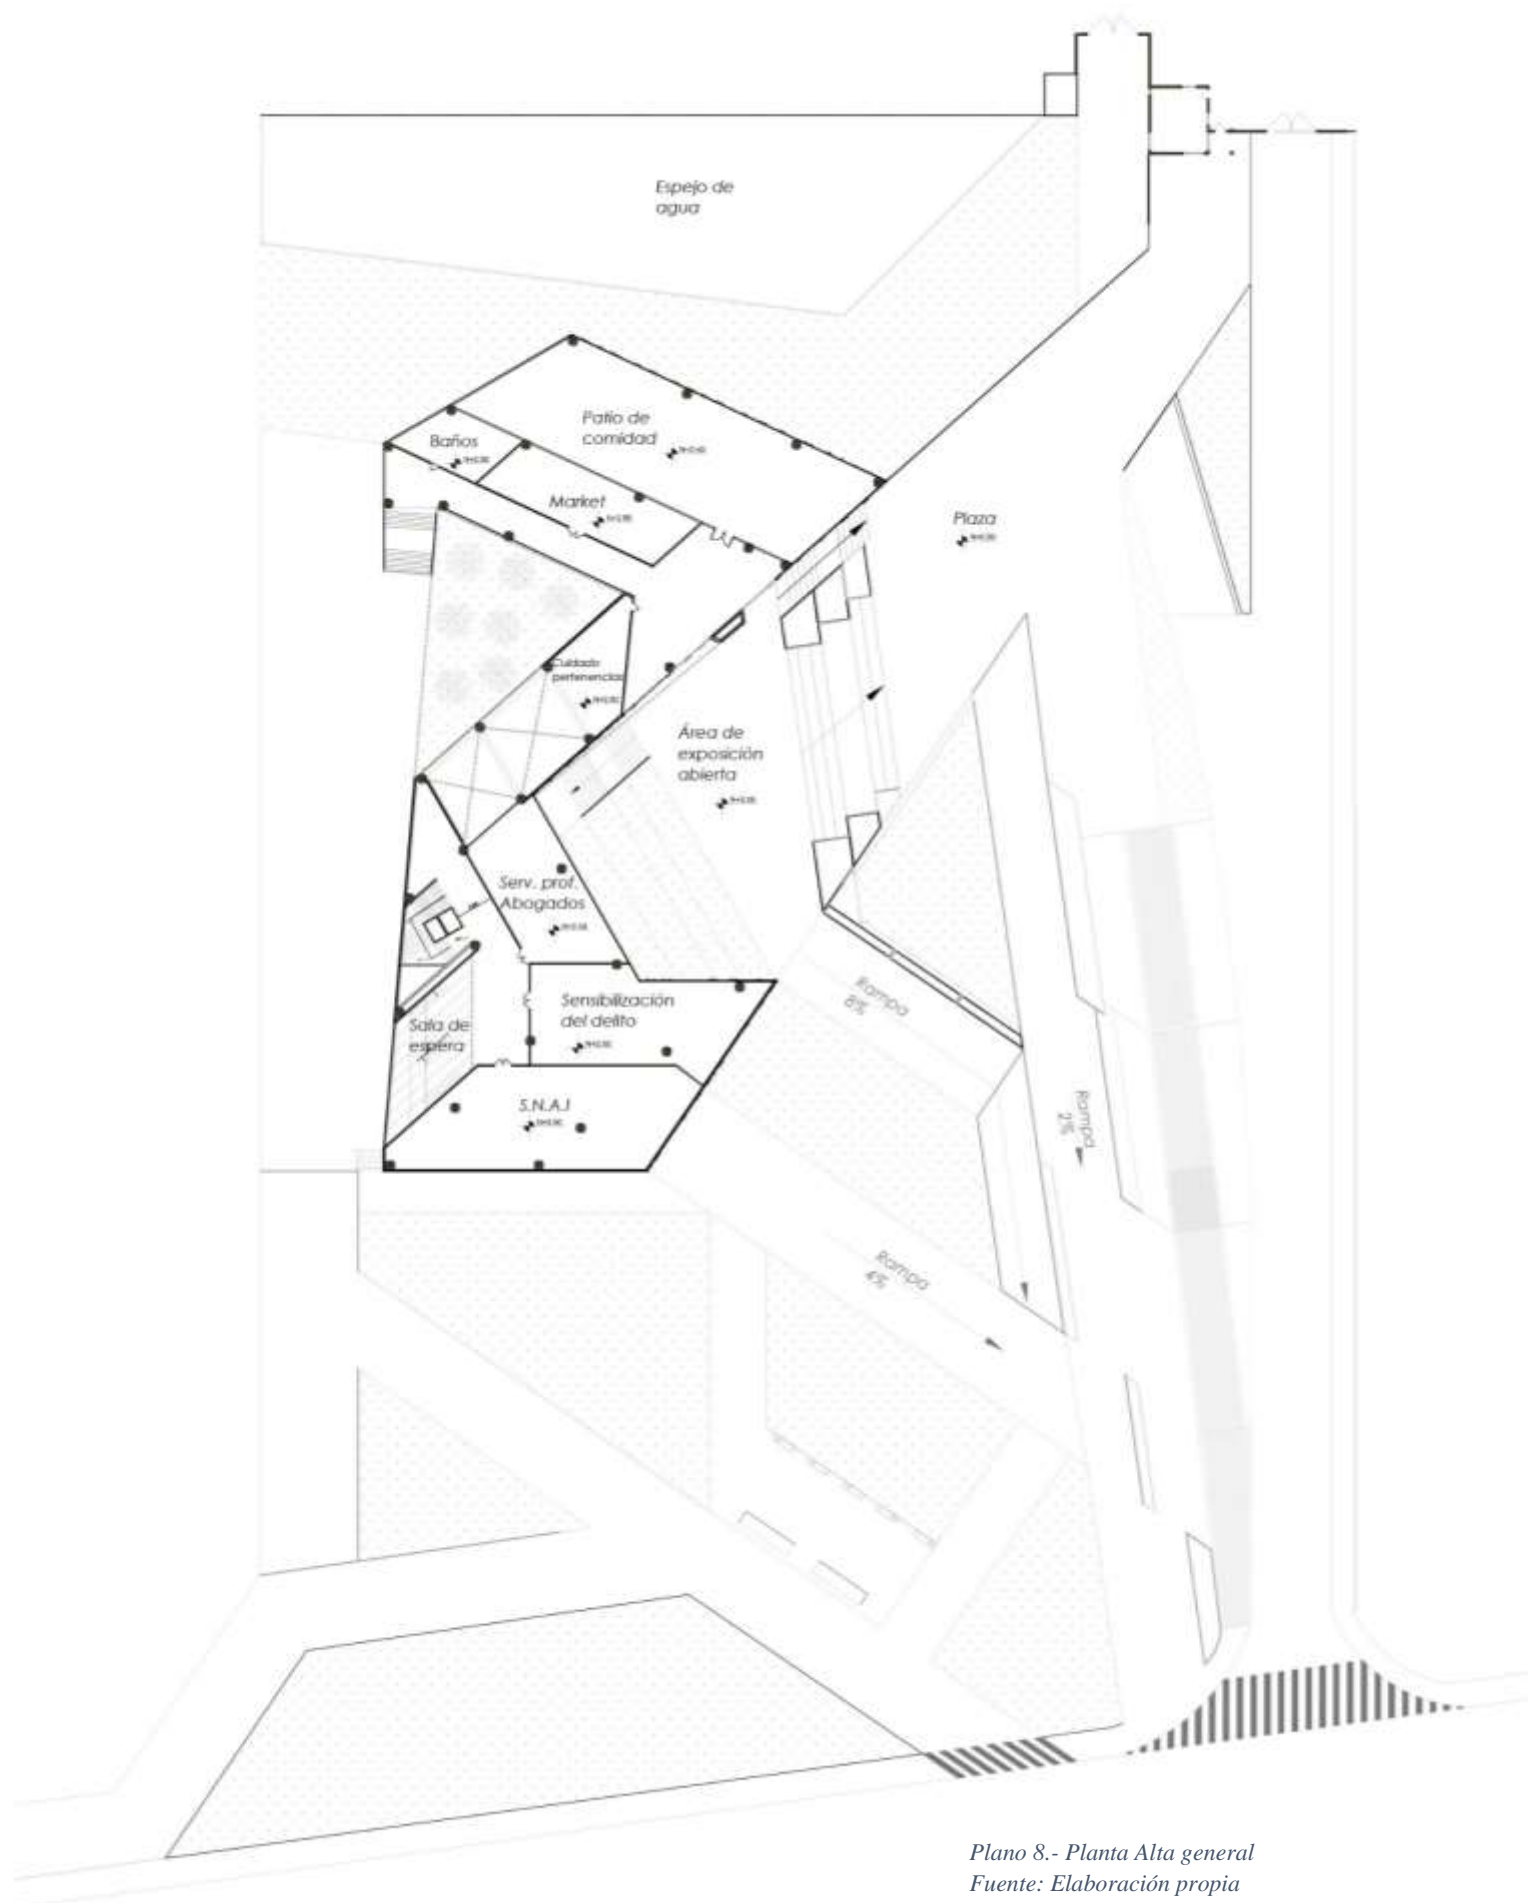 Espejo de
agua
Patio de
comidad
Baños
Market
Plaza
Cuidado
pertenencias
Área de
exposición
abierta
Serv. prof.
Abogados
Rampa
8%
Sensibilización
del delito
Sala de
espera
S.N.A.I
Rampa
2%
Rampa
4%
Plano 8.- Planta Alta general
Fuente: Elaboración propia